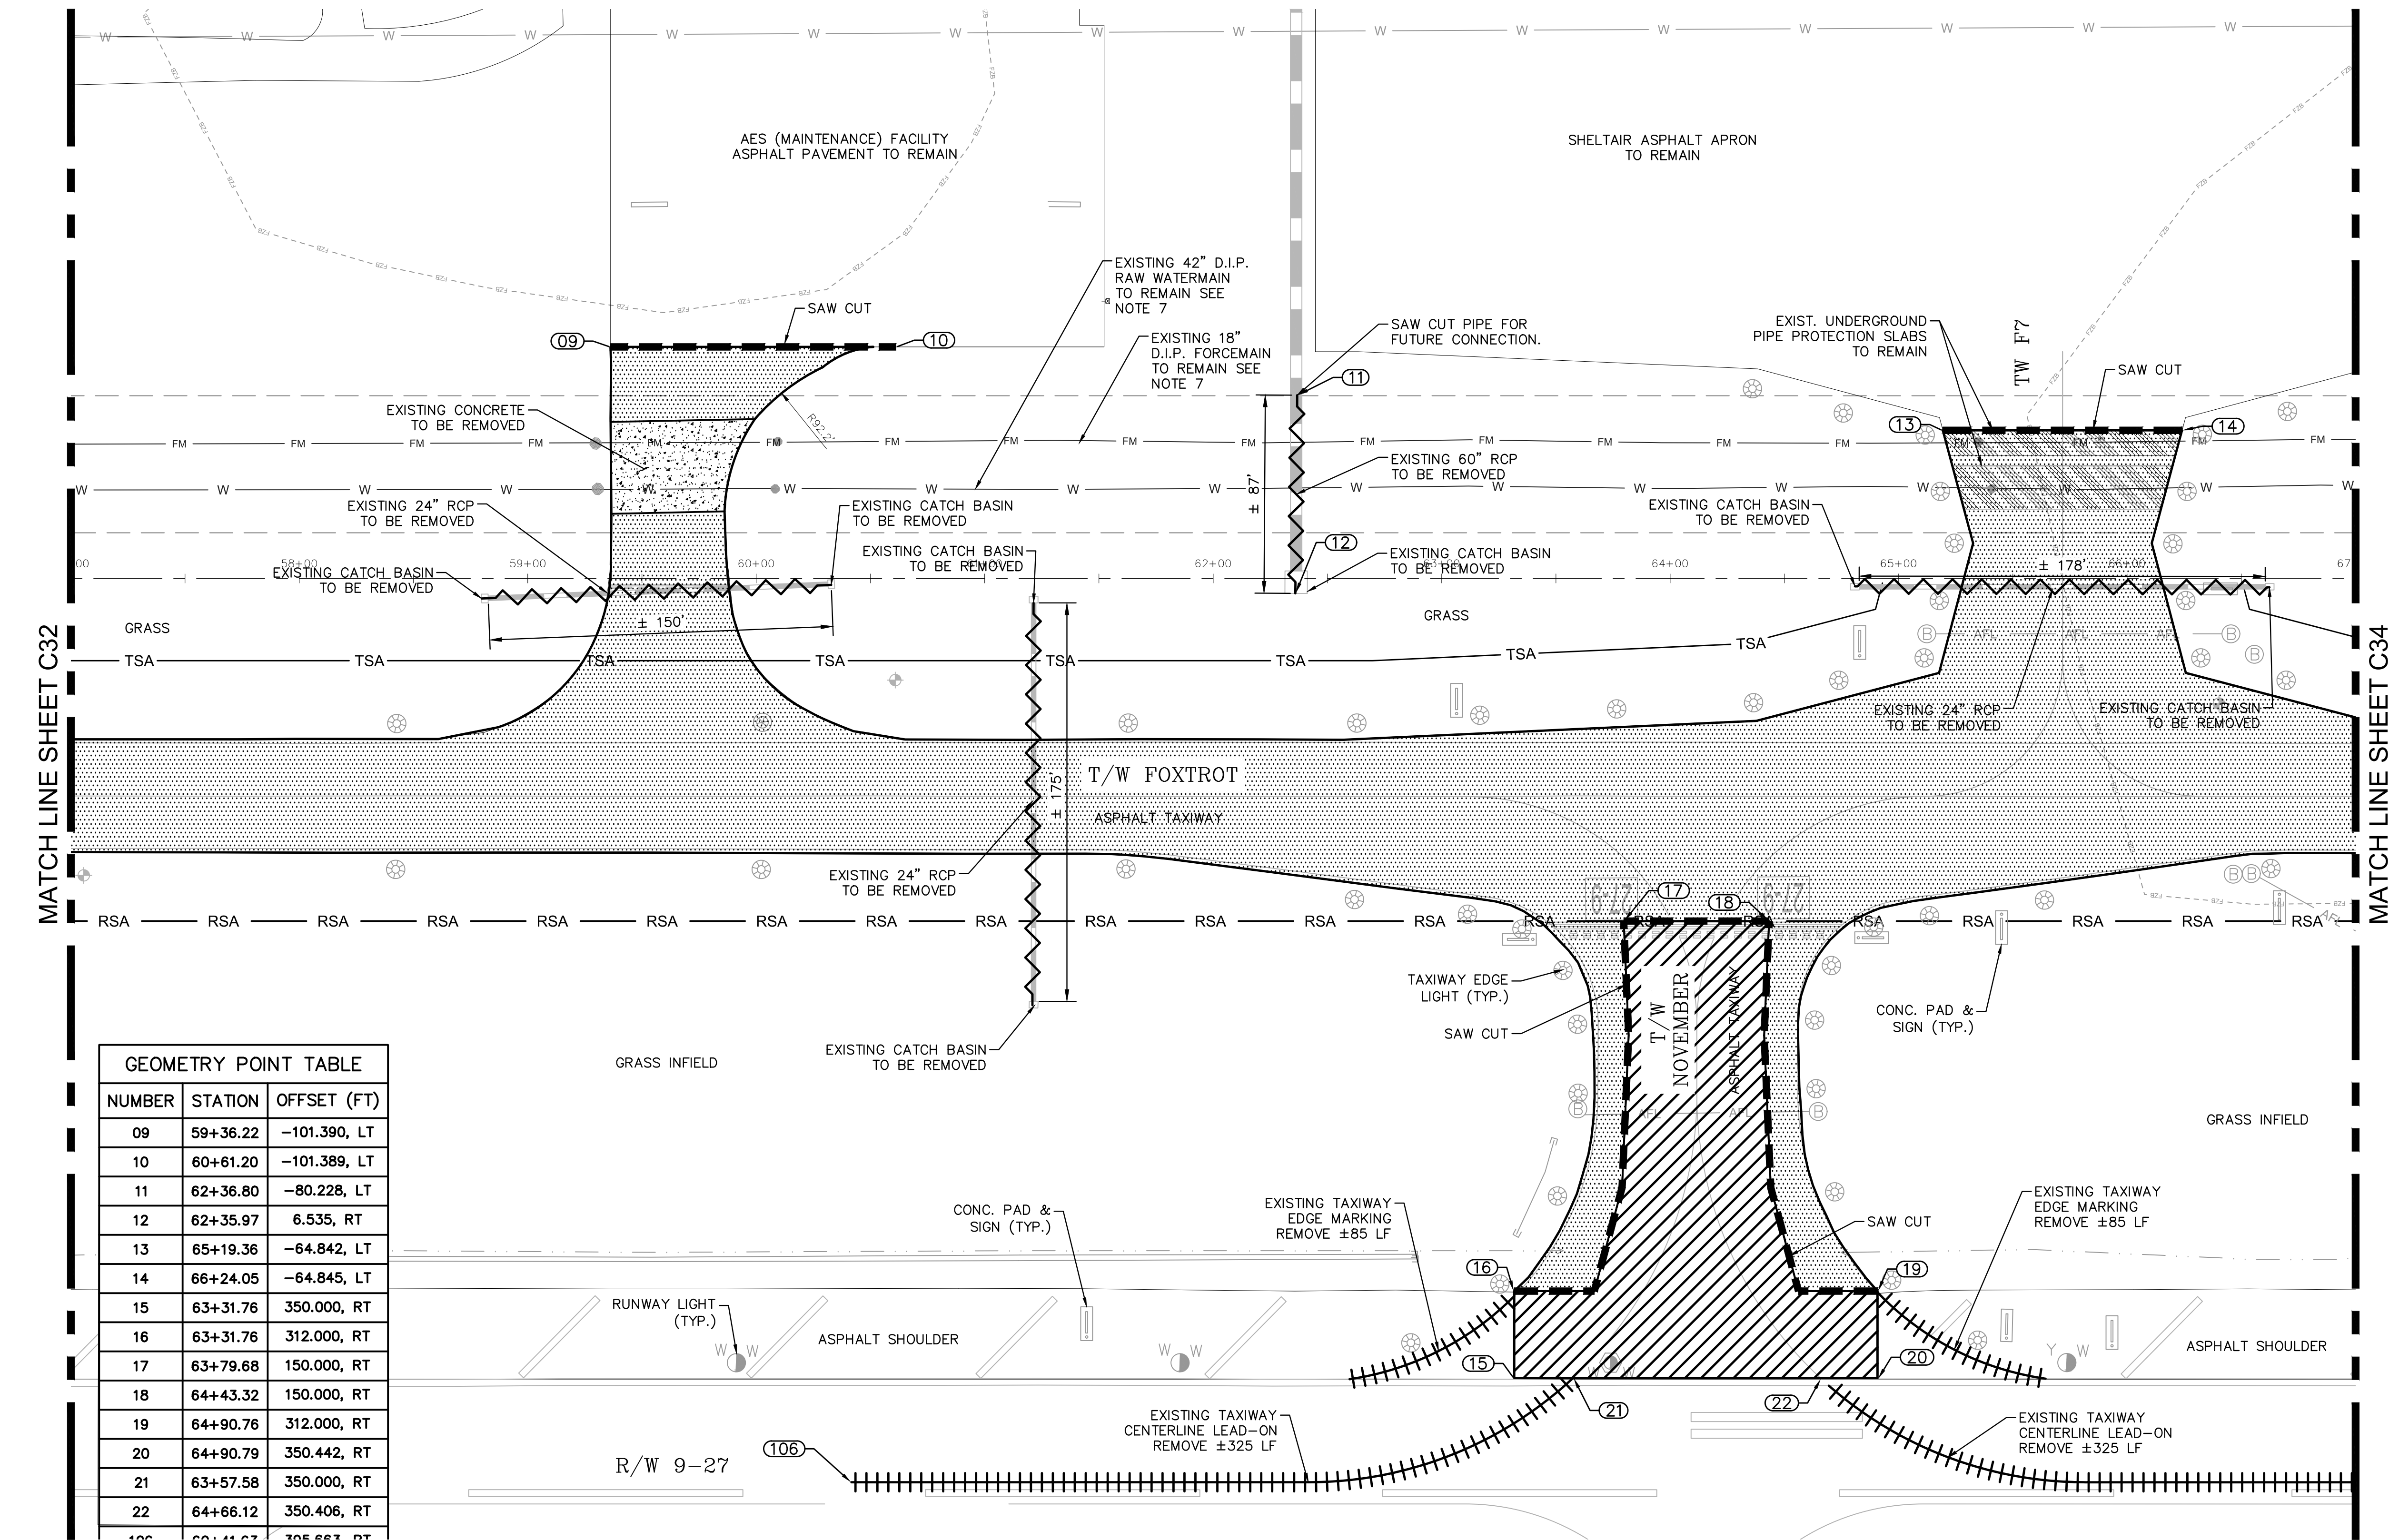 AES (MAINTENANCE) FACILITY
ASPHALT PAVEMENT TO REMAIN
SHELTAIR ASPHALT APRON
TO REMAIN
EXISTING 42" D.I.P.
RAW WATERMAIN
TO REMAIN SEE
NOTE 7
SAW CUT
09
10
EXISTING 18"
D.I.P. FORCEMAIN
TO REMAIN SEE
NOTE 7
SAW CUT PIPE FOR
FUTURE CONNECTION.
11
EXIST. UNDERGROUND
PIPE PROTECTION SLABS
TO REMAIN
TW F7
SAW CUT
13
14
EXISTING CONCRETE
TO BE REMOVED
R92.2'
± 87'
EXISTING 60" RCP
TO BE REMOVED
EXISTING 24" RCP
TO BE REMOVED
EXISTING CATCH BASIN
TO BE REMOVED
EXISTING CATCH BASIN
TO BE REMOVED
EXISTING CATCH BASIN
TO BE REMOVED
12
EXISTING CATCH BASIN
TO BE REMOVED
EXISTING CATCH BASIN
TO BE REMOVED
00 58+00 59+00 60+00 61+00 62+00 63+00 64+00 65+00 66+00 67
± 150'
± 178'
GRASS
GRASS
TSA TSA TSA TSA TSA TSA TSA TSA
EXISTING 24" RCP
TO BE REMOVED
EXISTING CATCH BASIN
TO BE REMOVED
MATCH LINE SHEET C32
MATCH LINE SHEET C34
T/W FOXTROT
ASPHALT TAXIWAY
± 175'
EXISTING 24" RCP
TO BE REMOVED
17
18
RSA RSA RSA RSA RSA RSA RSA RSA RSA RSA RSA RSA RSA RSA RSA RSA RSA RSA RSA RSA RSA
TAXIWAY EDGE
LIGHT (TYP.)
SAW CUT
T/W
NOVEMBER
ASPHALT TAXIWAY
CONC. PAD &
SIGN (TYP.)
EXISTING CATCH BASIN
TO BE REMOVED
GRASS INFIELD
GRASS INFIELD
GEOMETRY POINT TABLE
NUMBER STATION OFFSET (FT)
09 59+36.22 -101.390, LT
10 60+61.20 -101.389, LT
11 62+36.80 -80.228, LT
12 62+35.97 6.535, RT
13 65+19.36 -64.842, LT
14 66+24.05 -64.845, LT
15 63+31.76 350.000, RT
16 63+31.76 312.000, RT
17 63+79.68 150.000, RT
18 64+43.32 150.000, RT
19 64+90.76 312.000, RT
20 64+90.79 350.442, RT
21 63+57.58 350.000, RT
22 64+66.12 350.406, RT
CONC. PAD &
SIGN (TYP.)
EXISTING TAXIWAY
EDGE MARKING
REMOVE ±85 LF
EXISTING TAXIWAY
EDGE MARKING
REMOVE ±85 LF
SAW CUT
16
19
RUNWAY LIGHT
(TYP.)
ASPHALT SHOULDER
ASPHALT SHOULDER
15
20
21
22
EXISTING TAXIWAY
CENTERLINE LEAD-ON
REMOVE ±325 LF
EXISTING TAXIWAY
CENTERLINE LEAD-ON
REMOVE ±325 LF
106
R/W 9-27